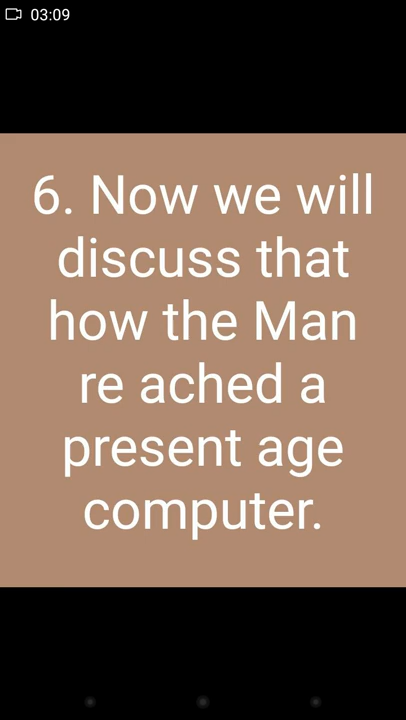 03:09
6. Now we will
discuss that
how the Man
re ached a
present age
computer.